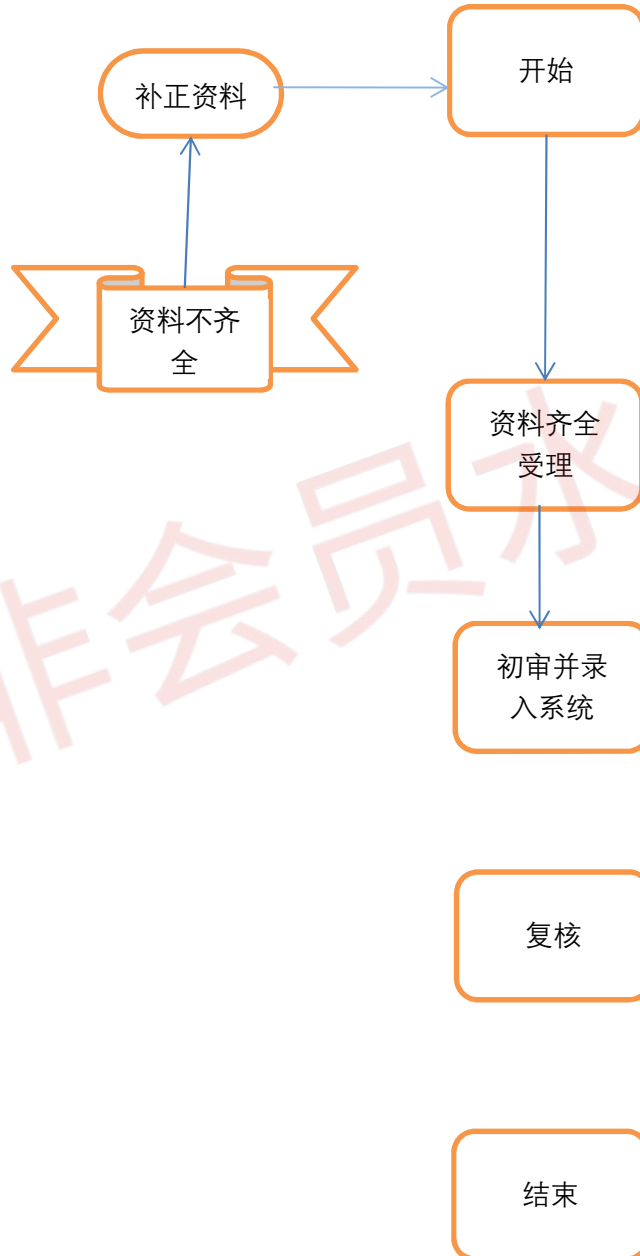 补正资料
开始
资料不齐
全
资料齐全
受理
初审并录
入系统
复核
结束
非会员水